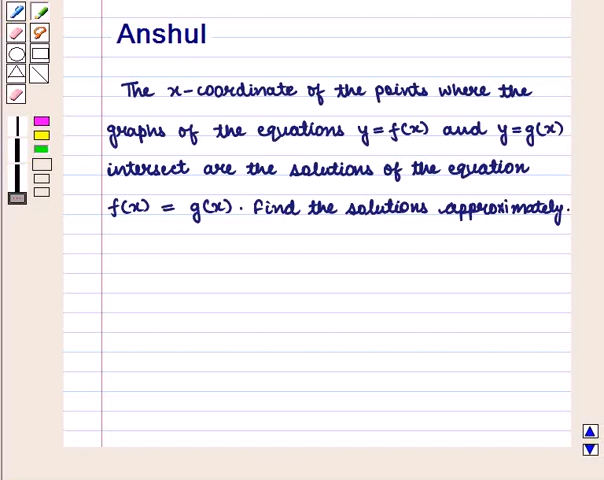 Anshul
The x-coordinate of the points where the
graphs of the equations y=f(x) and y=g(x)
intersect are the solutions of the equation
f(x) = g(x). Find the solutions approximately.